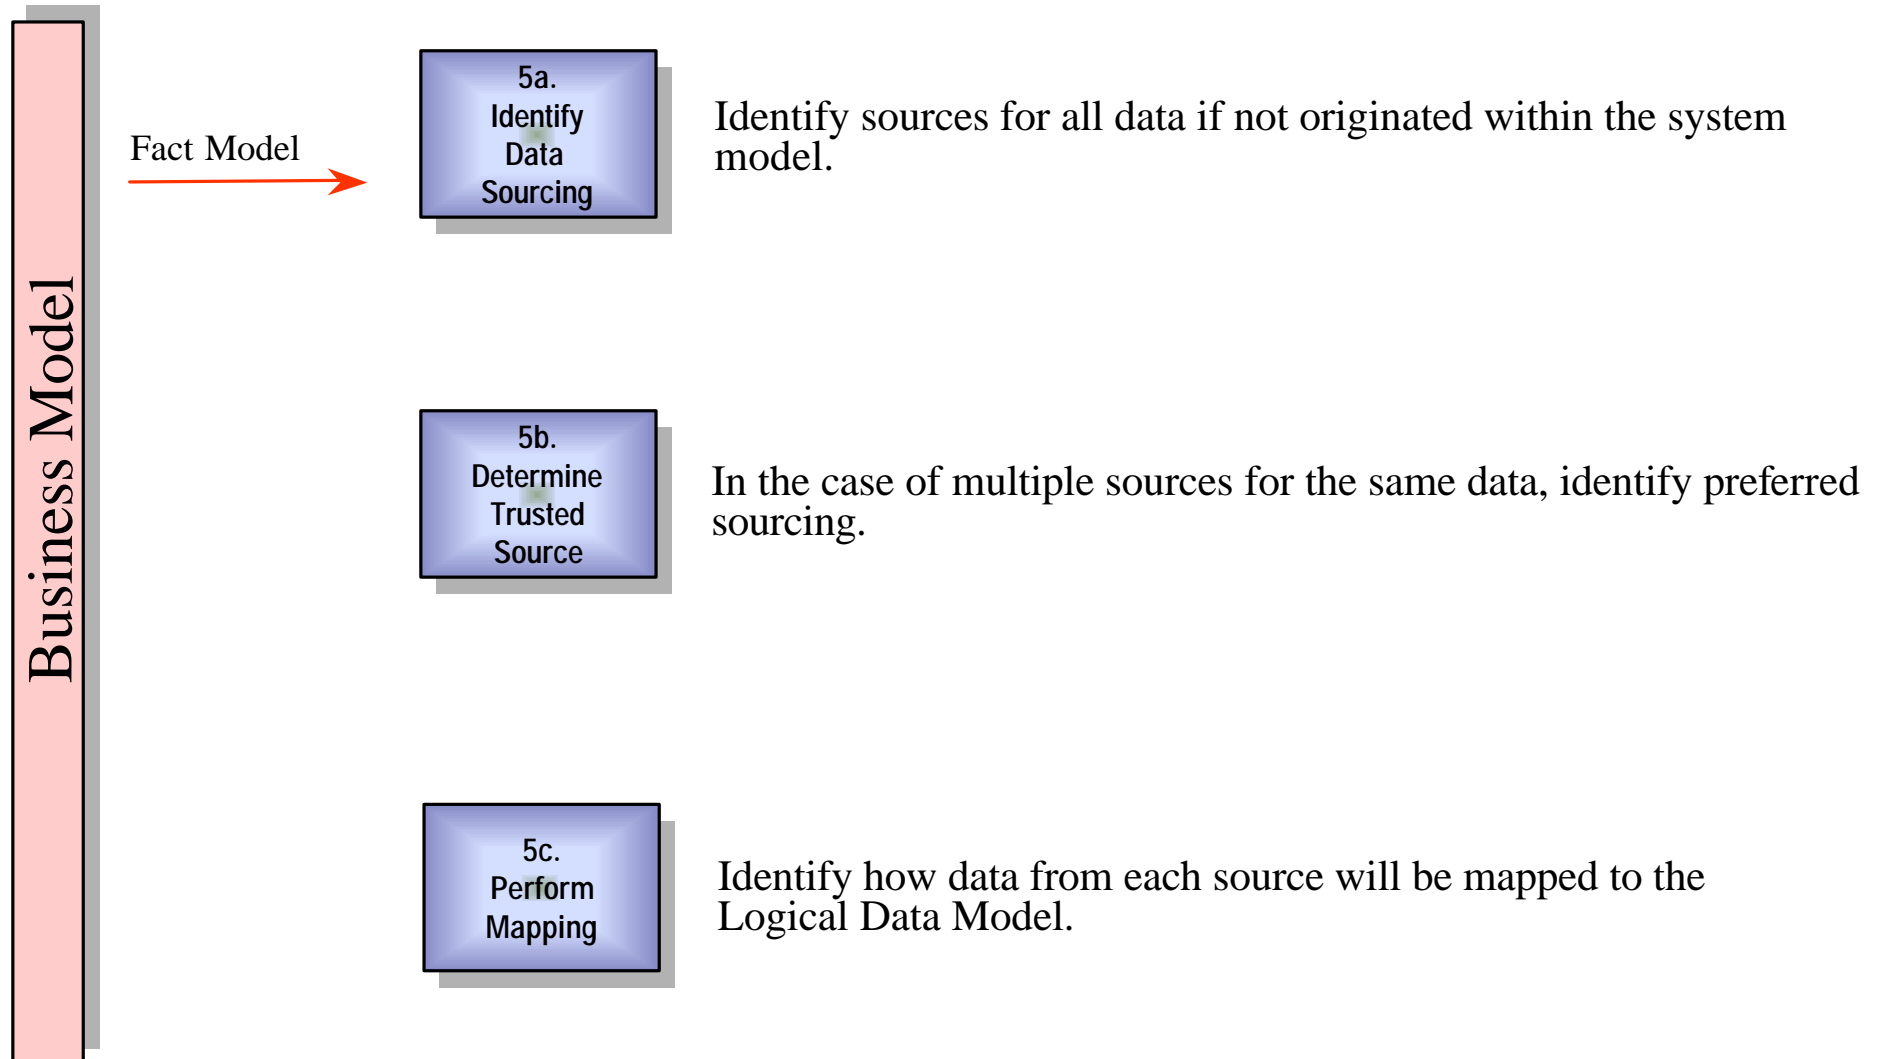 Business Model
Fact Model
5a.
Identify
Data
Sourcing
Identify sources for all data if not originated within the system
model.
5b.
Determine
Trusted
Source
In the case of multiple sources for the same data, identify preferred
sourcing.
5c.
Perform
Mapping
Identify how data from each source will be mapped to the
Logical Data Model.